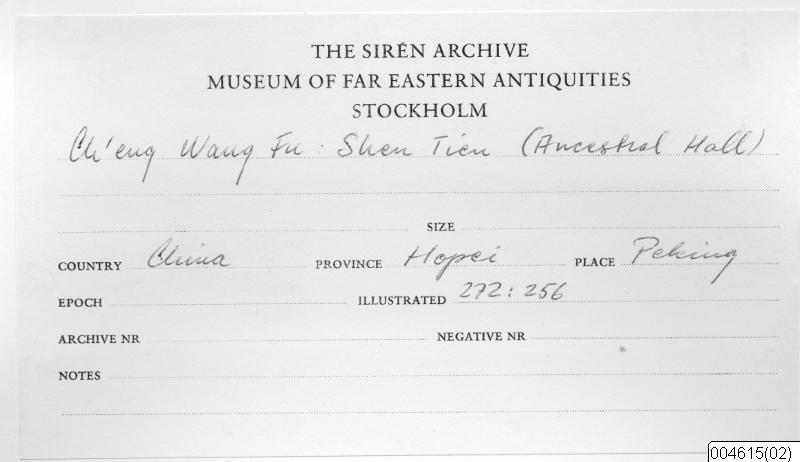 THE SIRÉN ARCHIVE
MUSEUM OF FAR EASTERN ANTIQUITIES
STOCKHOLM
Ch'eng Wang Fu: Shen Tien (Ancestral Hall)
SIZE
COUNTRY China PROVINCE Hopei PLACE Peking
EPOCH ILLUSTRATED 272:256
ARCHIVE NR NEGATIVE NR
NOTES
004615(02)